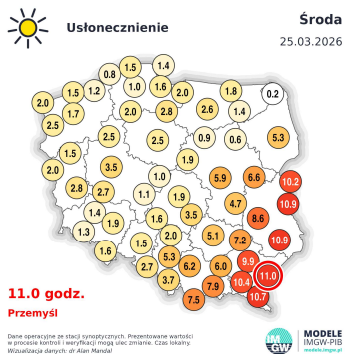 Usłonecznienie
Środa
25.03.2026
0.8 1.5 1.4
2.0 1.5 1.2 1.0 1.6 2.0 1.8 0.2
2.5 1.7 2.0 2.8 2.6 1.4
2.5 2.5 0.9 0.6 5.3
1.5 1.9
2.0 3.5 1.0 5.9 6.6 10.2
2.8 2.7 1.1 1.9 4.7 10.9
1.4 1.6 3.5 8.6
1.3 2.0 5.1 7.2 10.9
1.6 1.5
2.7 5.3 6.2 6.0 9.9 11.0
3.7 7.9 10.4
7.5 10.7
11.0 godz.
Przemyśl
Dane operacyjne ze stacji synoptycznych. Prezentowane wartości
w procesie kontroli i weryfikacji mogą ulec zmianie. Czas lokalny.
Wizualizacja danych: dr Alan Mandal
IM
GW
MODELE
IMGW-PIB